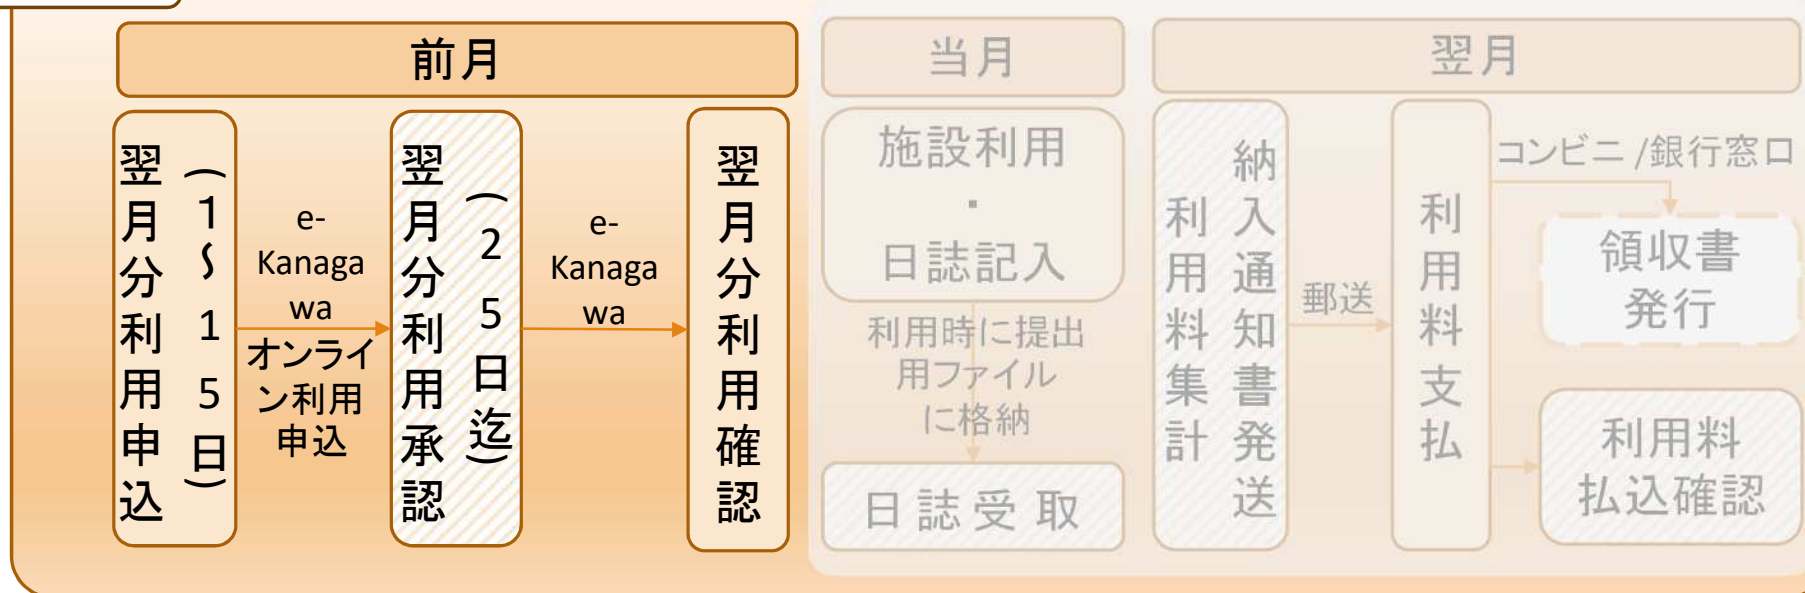 前月
翌月分利用申込
（１～１５日）
e-
Kanaga
wa
オンライ
ン利用
申込
翌月分利用承認
（２５日迄）
e-
Kanaga
wa
翌月分利用確認
当月
施設利用
・
日誌記入
利用時に提出
用ファイル
に格納
日誌受取
翌月
納入通知書発送
利用料集計
郵送
利用料支払
コンビニ/銀行窓口
領収書
発行
利用料
払込確認